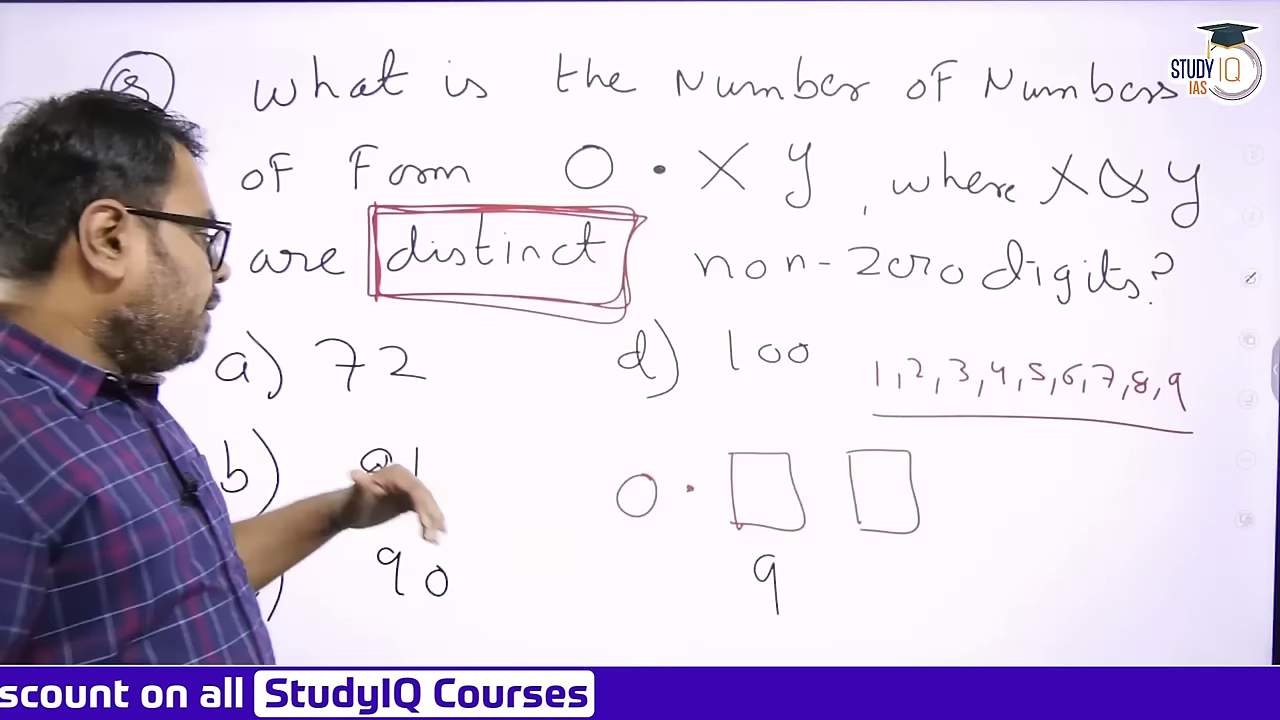 Q
What is the Number of Numbers
of Form 0 . X Y , where X & Y
are distinct non-zero digits?
a) 72
d) 100
1, 2, 3, 4, 5, 6, 7, 8, 9
b)
90
0 .
9
STUDY IQ
IAS
scount on all StudyIQ Courses